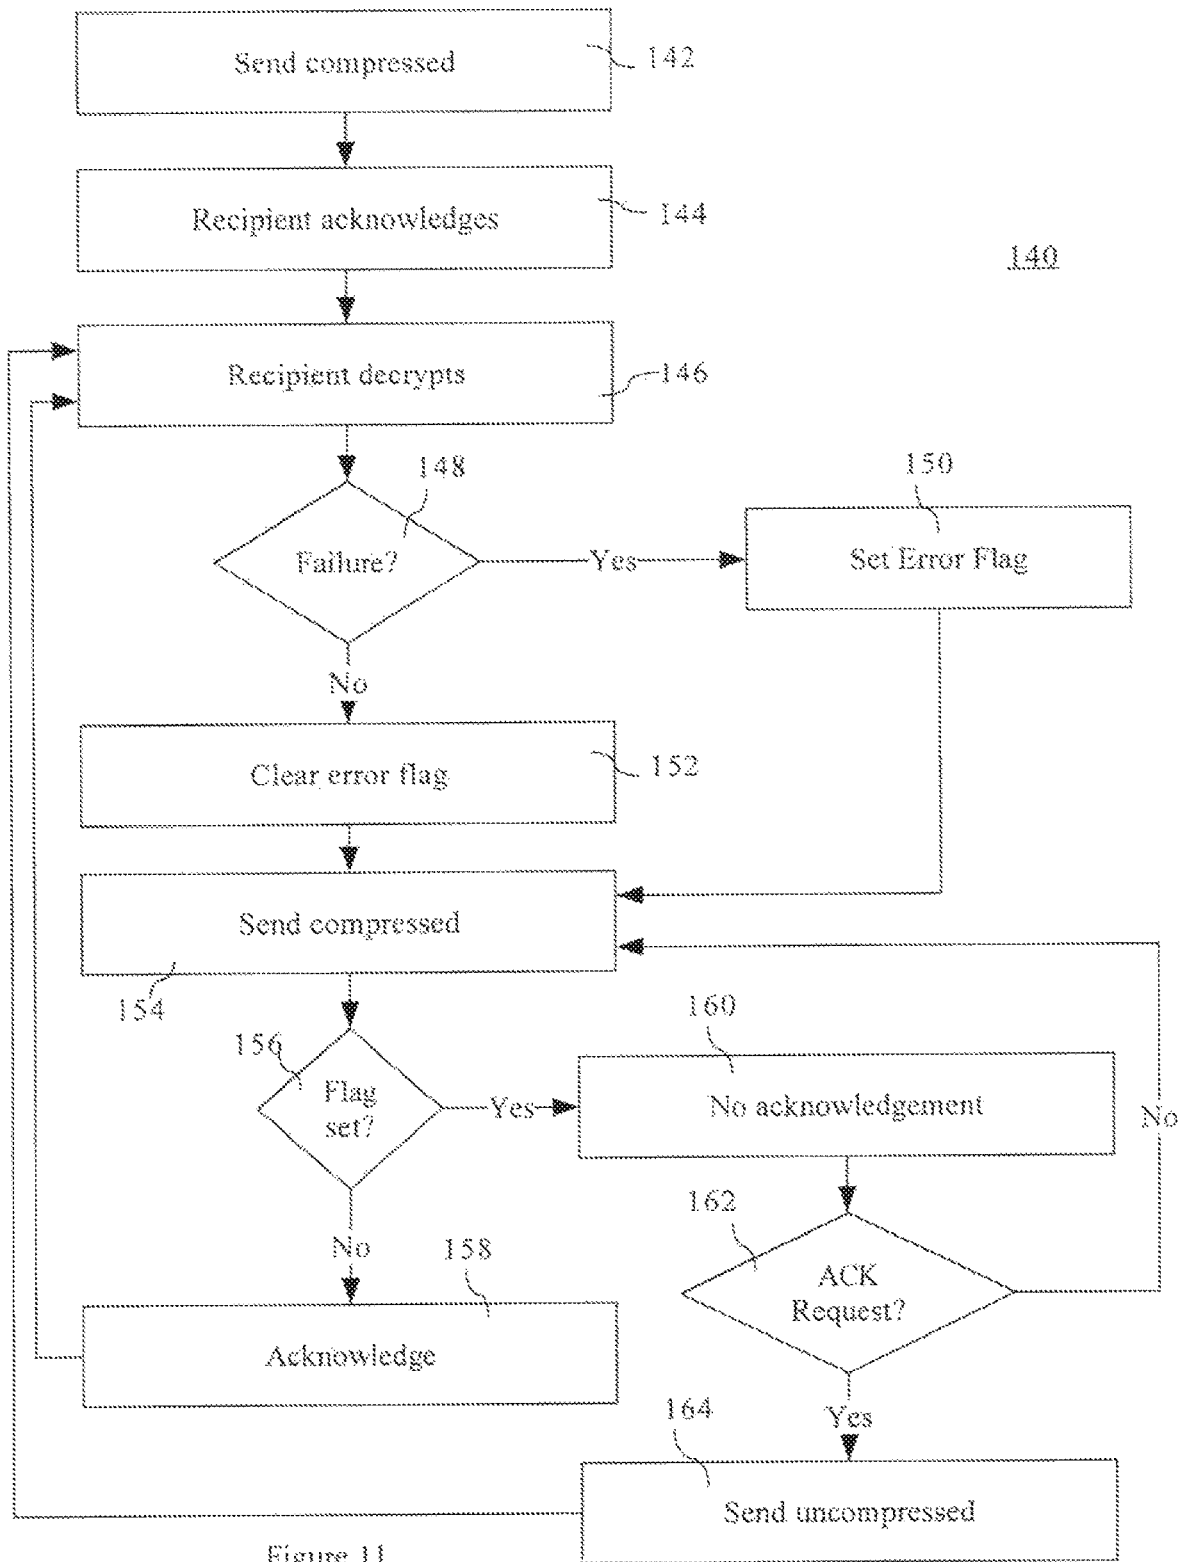 Send compressed
142
Recipient acknowledges
144
140
Recipient decrypts
146
148
150
Failure?
Yes
Set Error Flag
No
Clear error flag
152
Send compressed
154
160
156
Flag
set?
Yes
No acknowledgement
No
162
No
158
ACK
Request?
Acknowledge
164
Yes
Send uncompressed
Figure 11